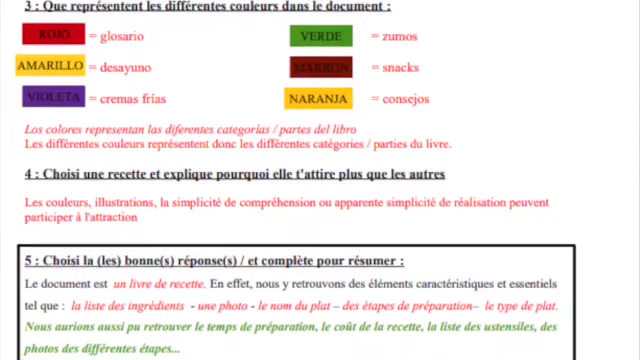 3 : Que représentent les différentes couleurs dans le document :
ROJO = glosario VERDE = zumos
AMARILLO = desayuno MARRÓN = snacks
VIOLETA = cremas frías NARANJA = consejos
Los colores representan las diferentes categorías / partes del libro
Les différentes couleurs représentent donc les différentes catégories / parties du livre.
4 : Choisi une recette et explique pourquoi elle t'attire plus que les autres
Les couleurs, illustrations, la simplicité de compréhension ou apparente simplicité de réalisation peuvent
participer à l'attraction
5 : Choisi la (les) bonne(s) réponse(s) / et complète pour résumer :
Le document est un livre de recette. En effet, nous y retrouvons des éléments caractéristiques et essentiels
tel que : la liste des ingrédients - une photo - le nom du plat – des étapes de préparation– le type de plat.
Nous aurions aussi pu retrouver le temps de préparation, le coût de la recette, la liste des ustensiles, des
photos des différentes étapes...